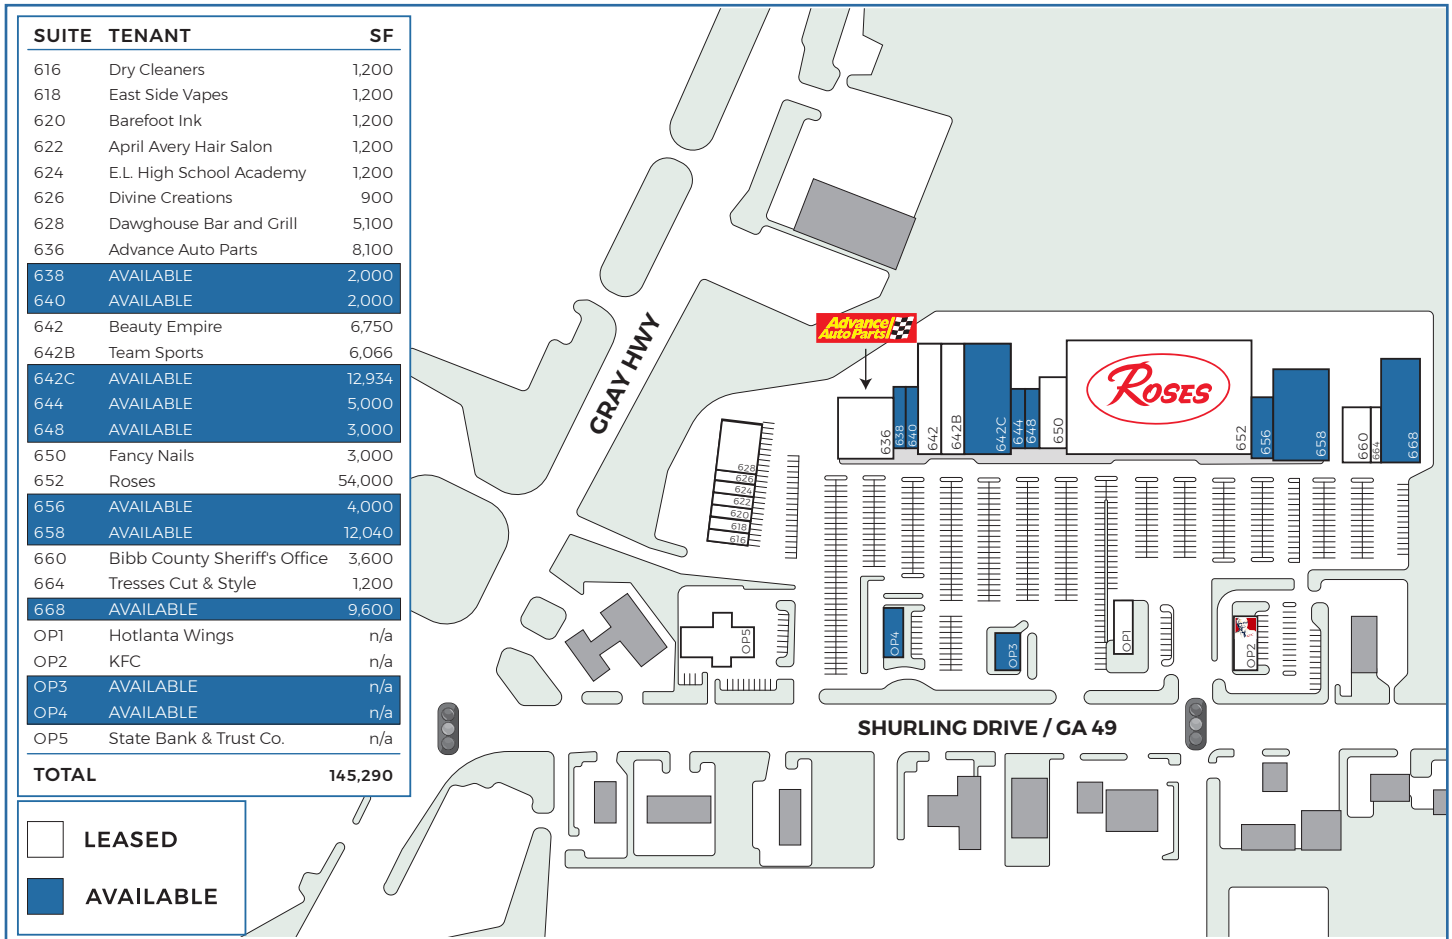 SUITE TENANT SF
616 Dry Cleaners 1,200
618 East Side Vapes 1,200
620 Barefoot Ink 1,200
622 April Avery Hair Salon 1,200
624 E.L. High School Academy 1,200
626 Divine Creations 900
628 Dawghouse Bar and Grill 5,100
636 Advance Auto Parts 8,100
638 AVAILABLE 2,000
640 AVAILABLE 2,000
642 Beauty Empire 6,750
642B Team Sports 6,066
642C AVAILABLE 12,934
644 AVAILABLE 5,000
648 AVAILABLE 3,000
650 Fancy Nails 3,000
652 Roses 54,000
656 AVAILABLE 4,000
658 AVAILABLE 12,040
660 Bibb County Sheriff's Office 3,600
664 Tresses Cut & Style 1,200
668 AVAILABLE 9,600
OP1 Hotlanta Wings n/a
OP2 KFC n/a
OP3 AVAILABLE n/a
OP4 AVAILABLE n/a
OP5 State Bank & Trust Co. n/a
TOTAL 145,290
LEASED
AVAILABLE
GRAY HWY
Advance
Auto Parts
ROSES
636
638
640
642
642B
642C
644
648
650
652
656
658
660
664
668
628
626
624
622
620
618
616
OP5
OP4
OP3
OP1
OP2
SHURLING DRIVE / GA 49